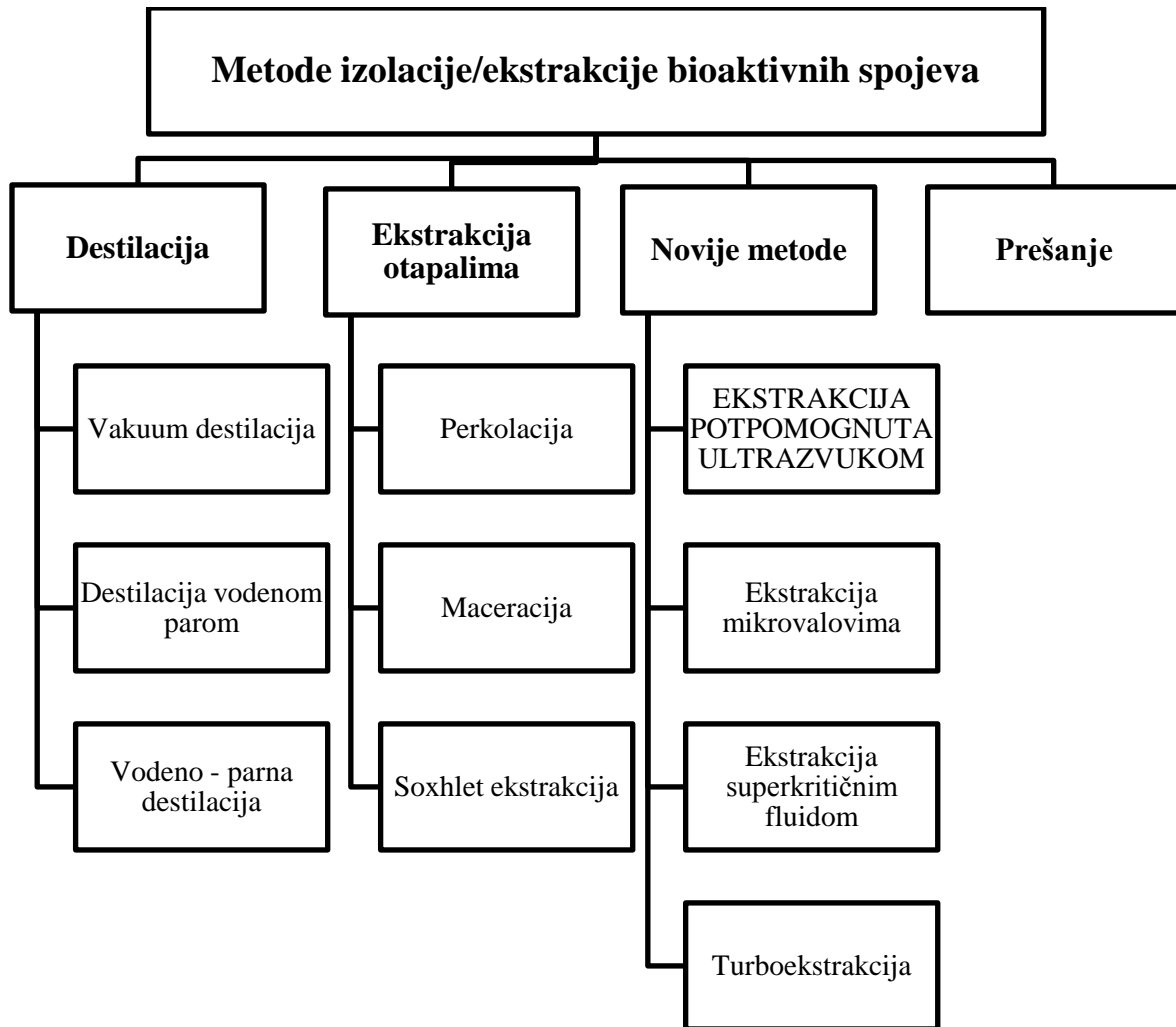 Metode izolacije/ekstrakcije bioaktivnih spojeva
Destilacija
Ekstrakcija
otapalima
Novije metode
Prešanje
Vakuum destilacija
Destilacija vodenom
parom
Vodeno - parna
destilacija
Perkolacija
Maceracija
Soxhlet ekstrakcija
EKSTRAKCIJA
POTPOMOGNUTA
ULTRAZVUKOM
Ekstrakcija
mikrovalovima
Ekstrakcija
superkritičnim
fluidom
Turboekstrakcija